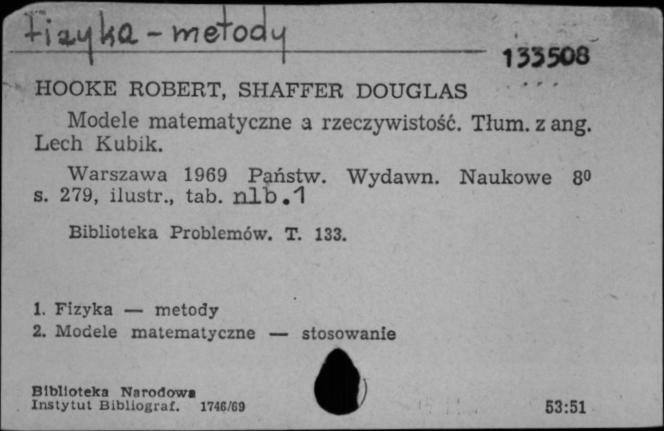 Fizyka - metody
133508
HOOKE ROBERT, SHAFFER DOUGLAS
Modele matematyczne a rzeczywistość. Tłum. z ang.
Lech Kubik.
Warszawa 1969 Państw. Wydawn. Naukowe 8⁰
s. 279, ilustr., tab. nlb.1
Biblioteka Problemów. T. 133.
1. Fizyka — metody
2. Modele matematyczne — stosowanie
Biblioteka Narodowa
Instytut Bibliograf. 1746/69
53:51